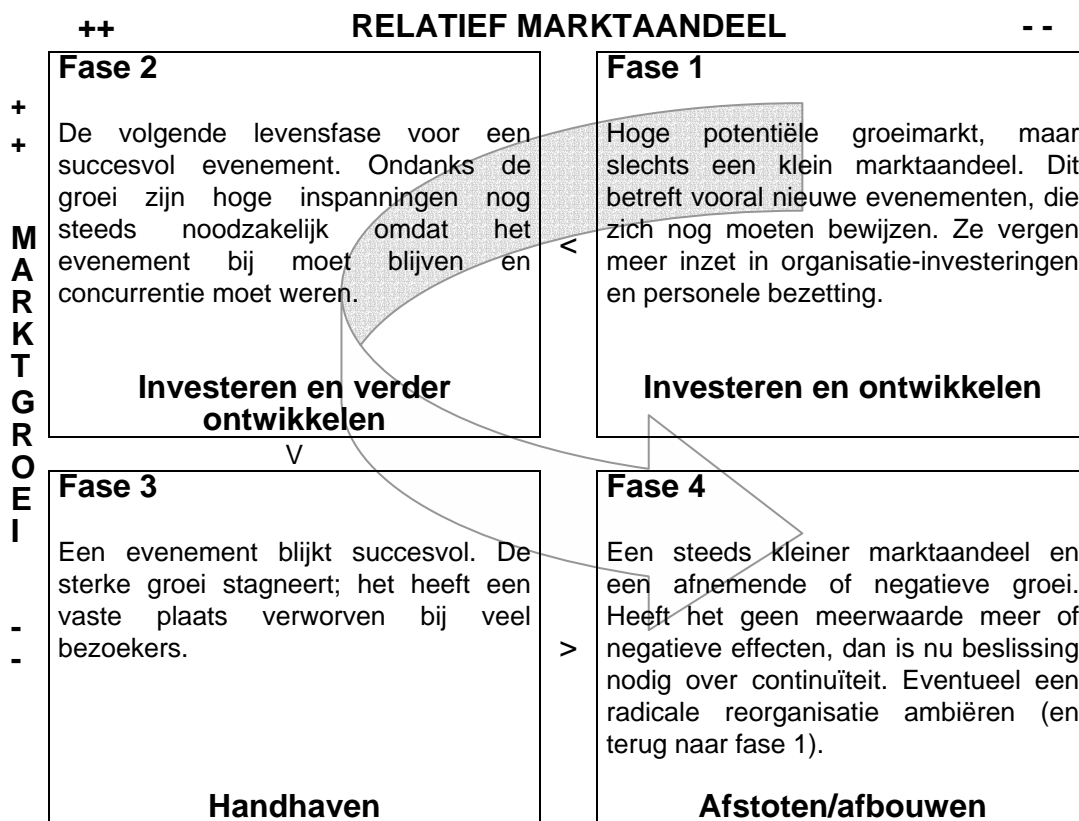 ++ RELATIEF MARKTAANDEEL - -
+
+
+
MARKTGROEI
-
-
Fase 2
De volgende levensfase voor een
succesvol evenement. Ondanks de
groei zijn hoge inspanningen nog
steeds noodzakelijk omdat het
evenement bij moet blijven en
concurrentie moet weren.
Investeren en verder
ontwikkelen
<
Fase 1
Hoge potentiële groeimarkt, maar
slechts een klein marktaandeel. Dit
betreft vooral nieuwe evenementen, die
zich nog moeten bewijzen. Ze vergen
meer inzet in organisatie-investeringen
en personele bezetting.
Investeren en ontwikkelen
V
Fase 3
Een evenement blijkt succesvol. De
sterke groei stagneert; het heeft een
vaste plaats verworven bij veel
bezoekers.
Handhaven
>
Fase 4
Een steeds kleiner marktaandeel en
een afnemende of negatieve groei.
Heeft het geen meerwaarde meer of
negatieve effecten, dan is nu beslissing
nodig over continuïteit. Eventueel een
radicale reorganisatie ambiëren (en
terug naar fase 1).
Afstoten/afbouwen